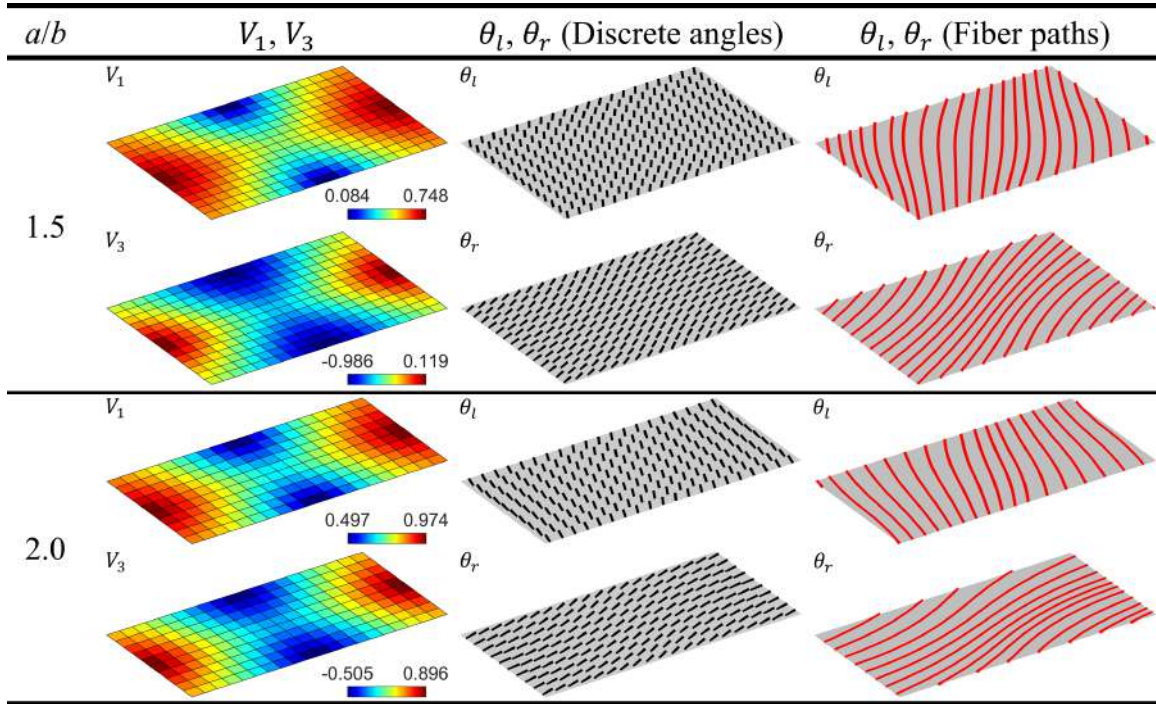 a/b V₁, V₃ θₗ, θᵣ (Discrete angles) θₗ, θᵣ (Fiber paths)
V₁ θₗ θₗ
0.084 0.748
1.5
V₃ θᵣ θᵣ
-0.986 0.119
V₁ θₗ θₗ
0.497 0.974
2.0
V₃ θᵣ θᵣ
-0.505 0.896